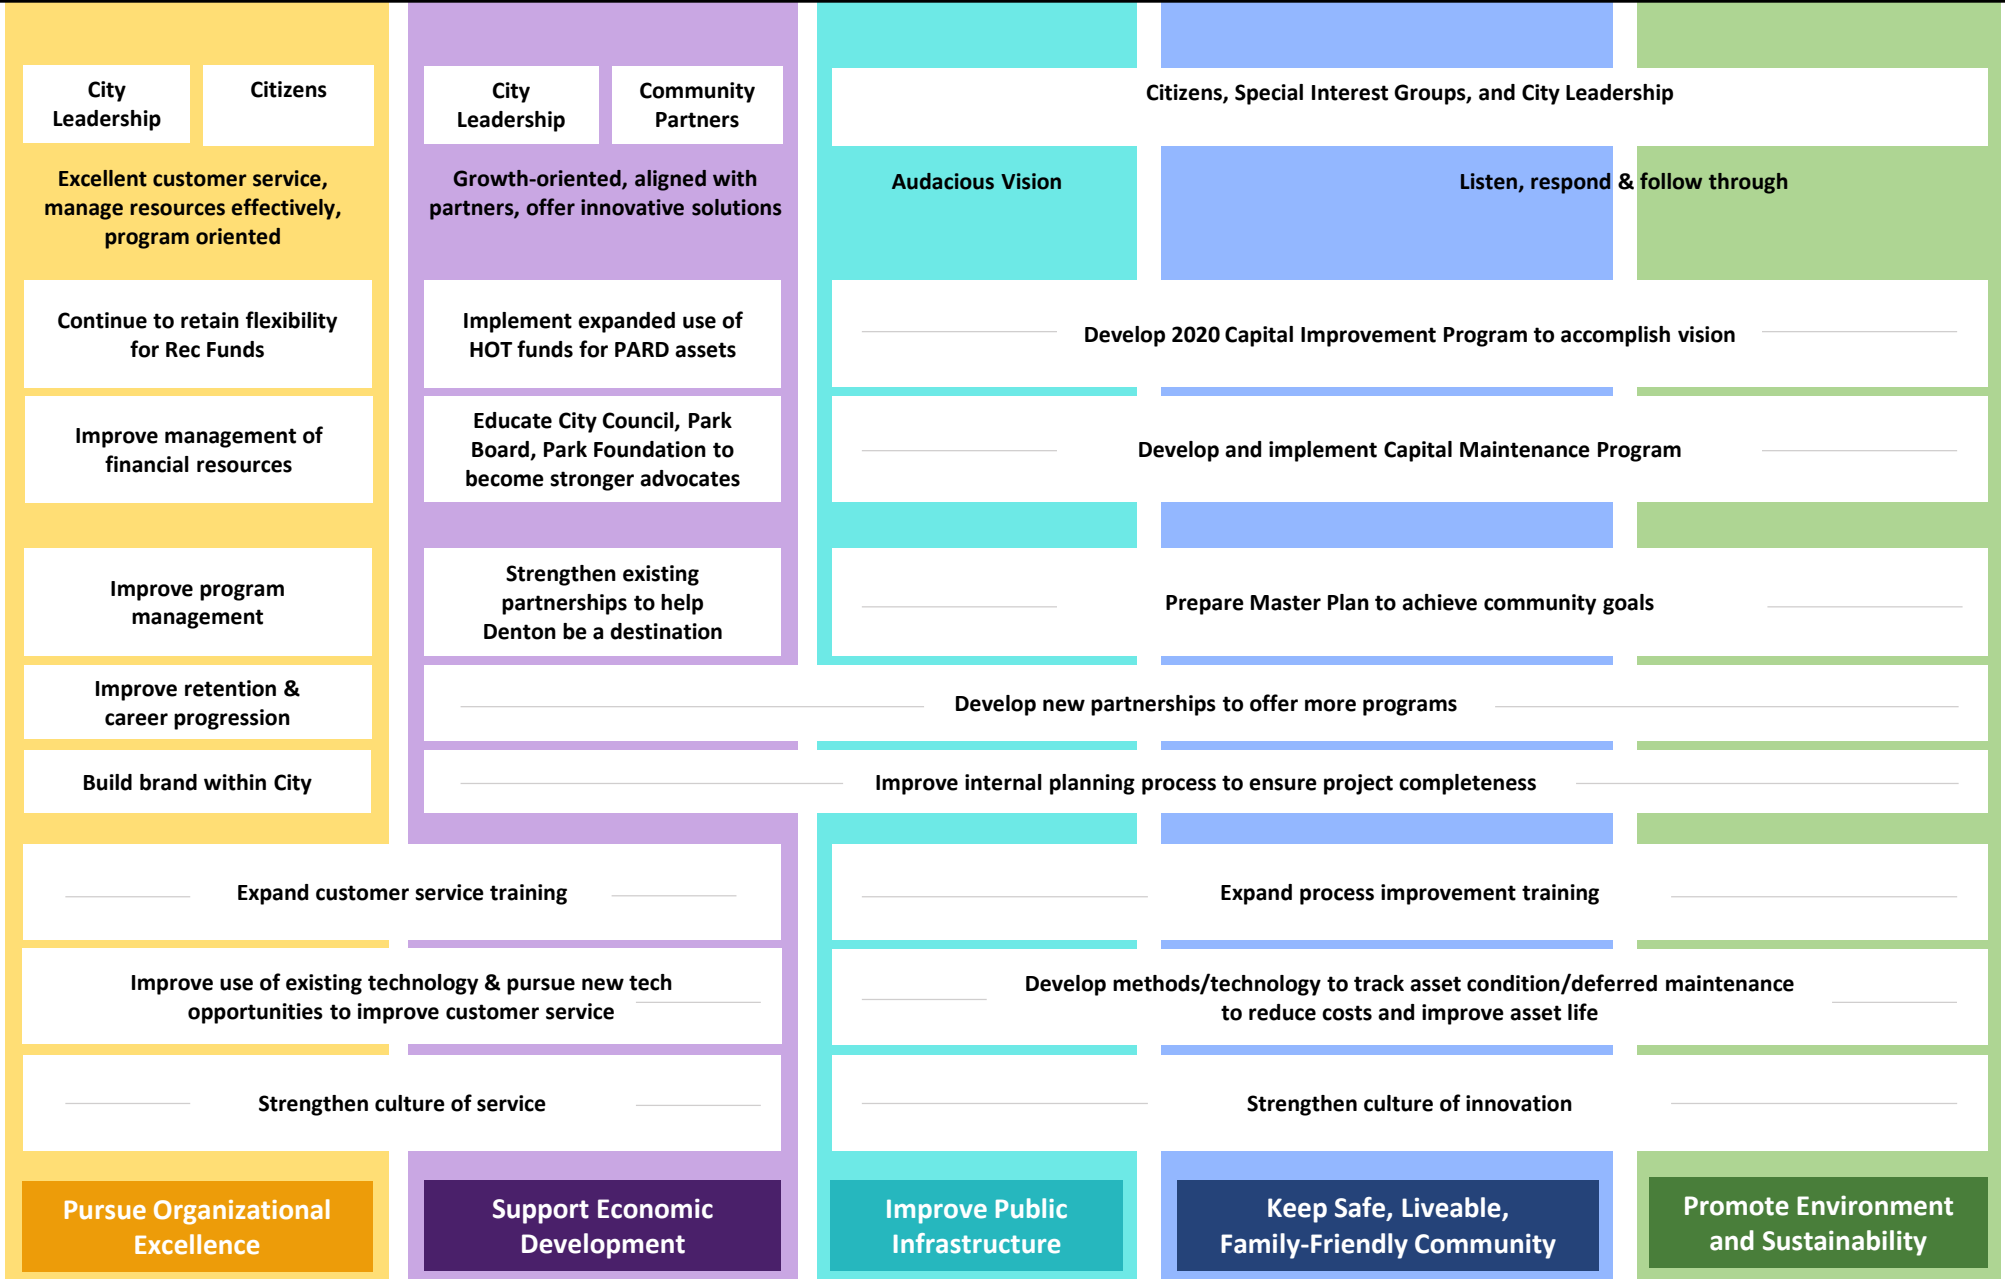 City
Leadership
Citizens
City
Leadership
Community
Partners
Citizens, Special Interest Groups, and City Leadership
Excellent customer service,
manage resources effectively,
program oriented
Growth-oriented, aligned with
partners, offer innovative solutions
Audacious Vision
Listen, respond & follow through
Continue to retain flexibility
for Rec Funds
Implement expanded use of
HOT funds for PARD assets
Develop 2020 Capital Improvement Program to accomplish vision
Improve management of
financial resources
Educate City Council, Park
Board, Park Foundation to
become stronger advocates
Develop and implement Capital Maintenance Program
Improve program
management
Strengthen existing
partnerships to help
Denton be a destination
Prepare Master Plan to achieve community goals
Improve retention &
career progression
Develop new partnerships to offer more programs
Build brand within City
Improve internal planning process to ensure project completeness
Expand customer service training
Expand process improvement training
Improve use of existing technology & pursue new tech
opportunities to improve customer service
Develop methods/technology to track asset condition/deferred maintenance
to reduce costs and improve asset life
Strengthen culture of service
Strengthen culture of innovation
Pursue Organizational
Excellence
Support Economic
Development
Improve Public
Infrastructure
Keep Safe, Liveable,
Family-Friendly Community
Promote Environment
and Sustainability